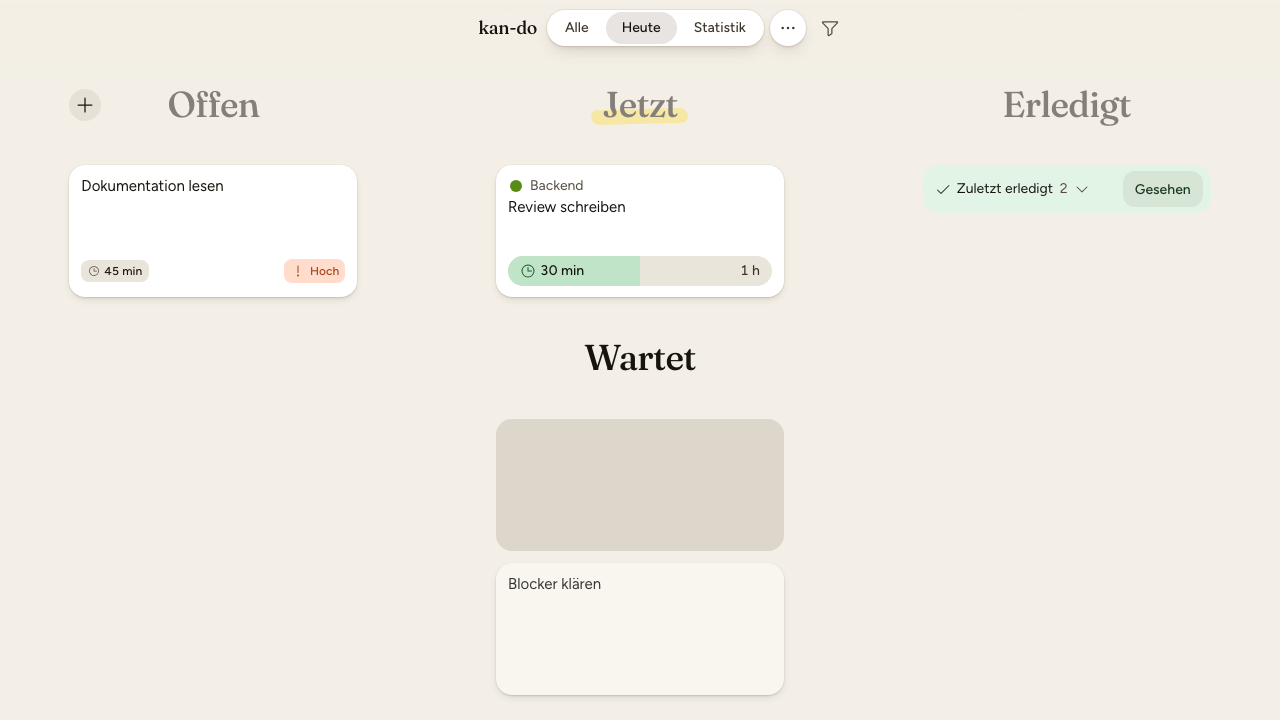 kan-do
Alle
Heute
Statistik
Offen
Jetzt
Erledigt
Dokumentation lesen
45 min
Hoch
Backend
Review schreiben
30 min
1 h
Zuletzt erledigt 2
Gesehen
Wartet
Blocker klären